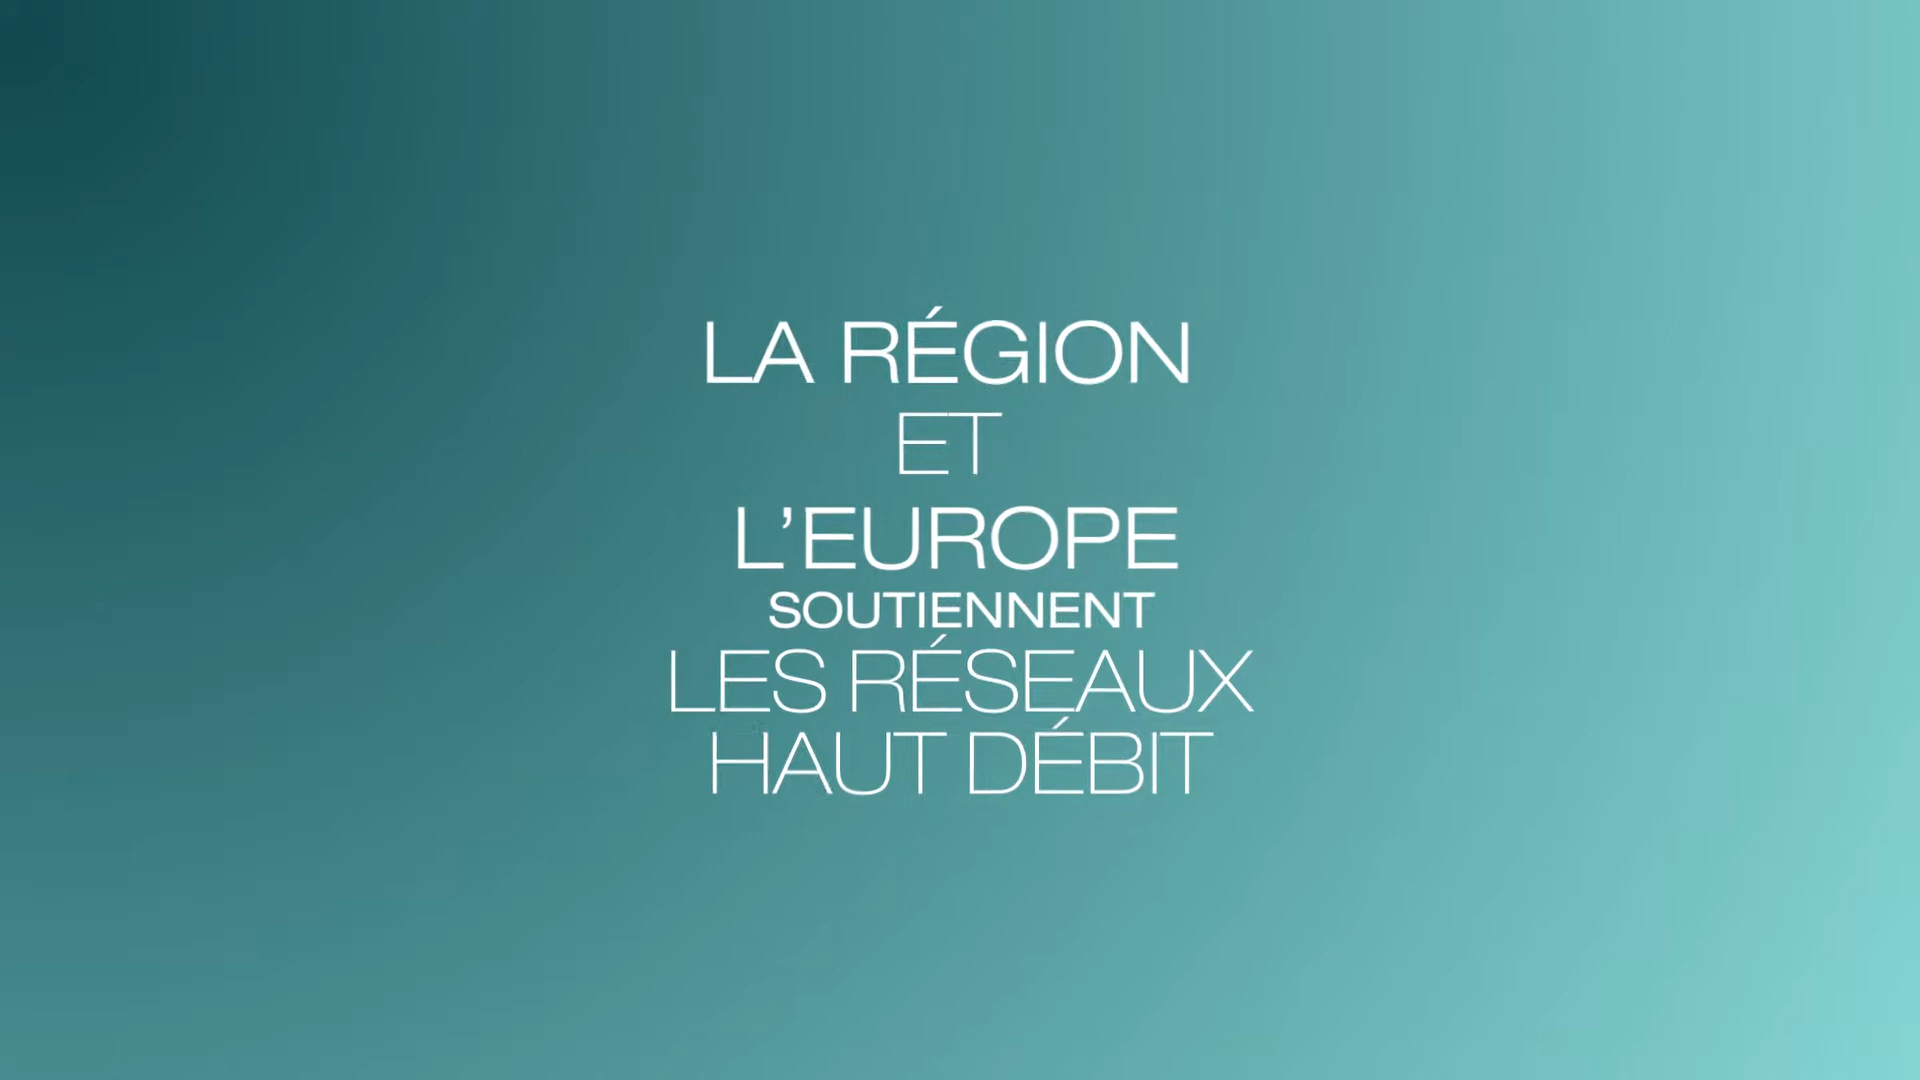 LA RÉGION
ET
L’EUROPE
SOUTIENNENT
LES RÉSEAUX
HAUT DÉBIT